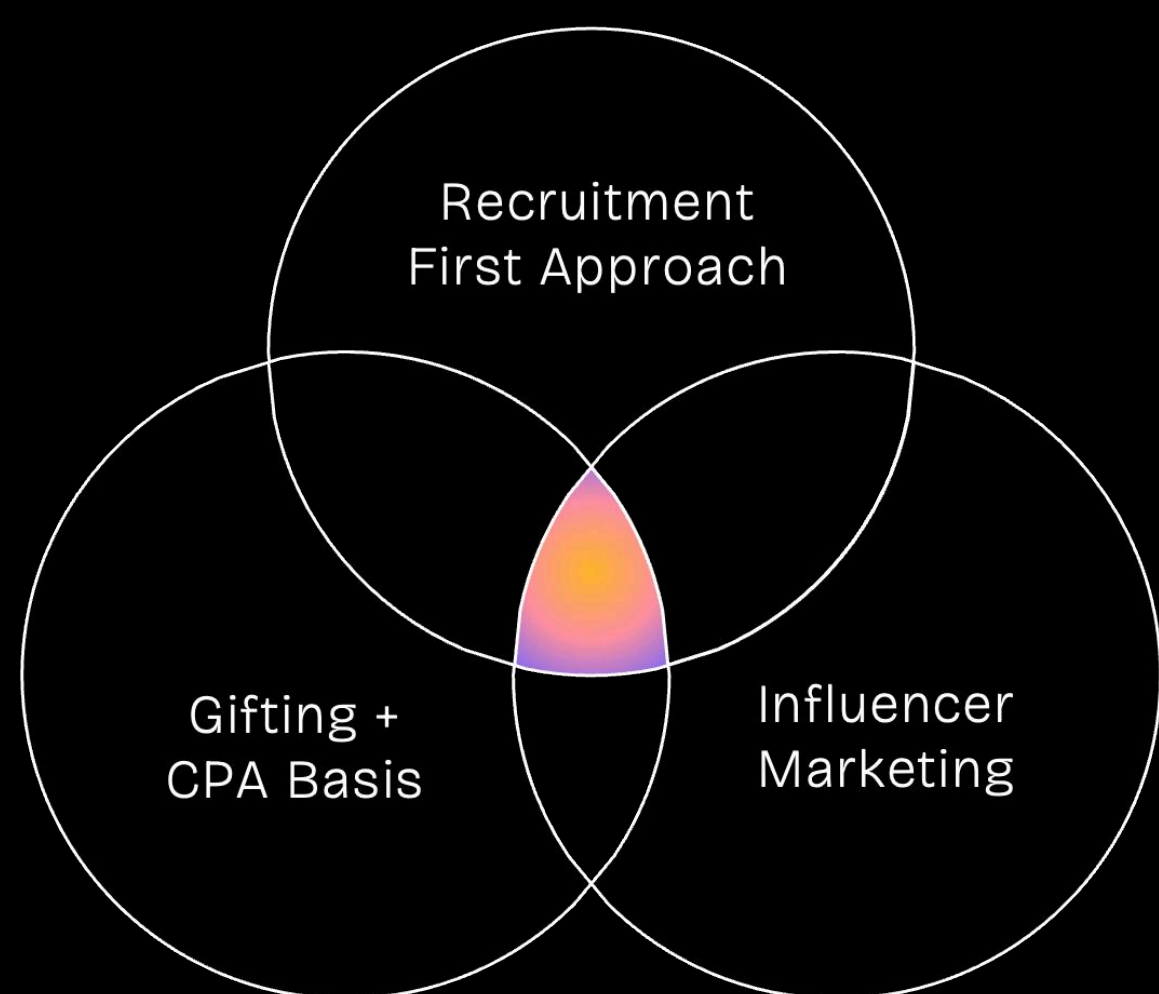 Recruitment
First Approach
Gifting +
CPA Basis
Influencer
Marketing